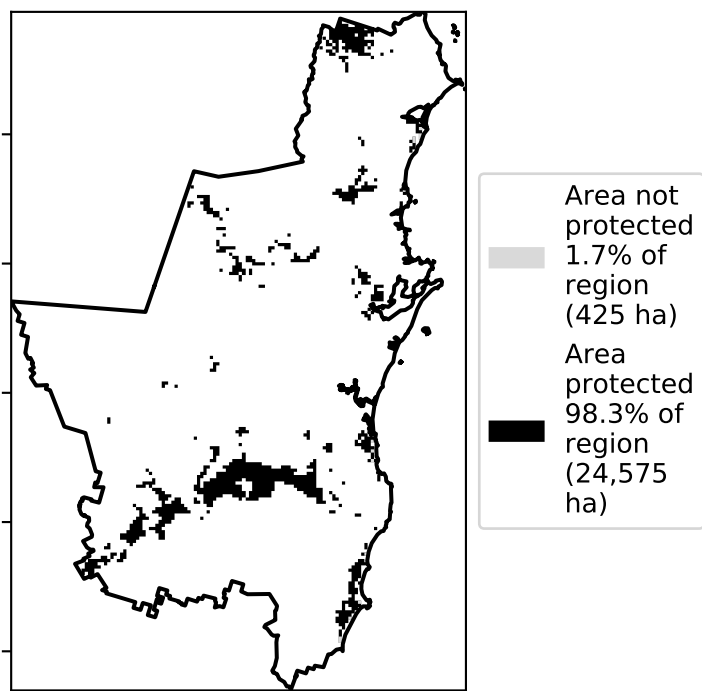 Area not
protected
1.7% of
region
(425 ha)
Area
protected
98.3% of
region
(24,575
ha)